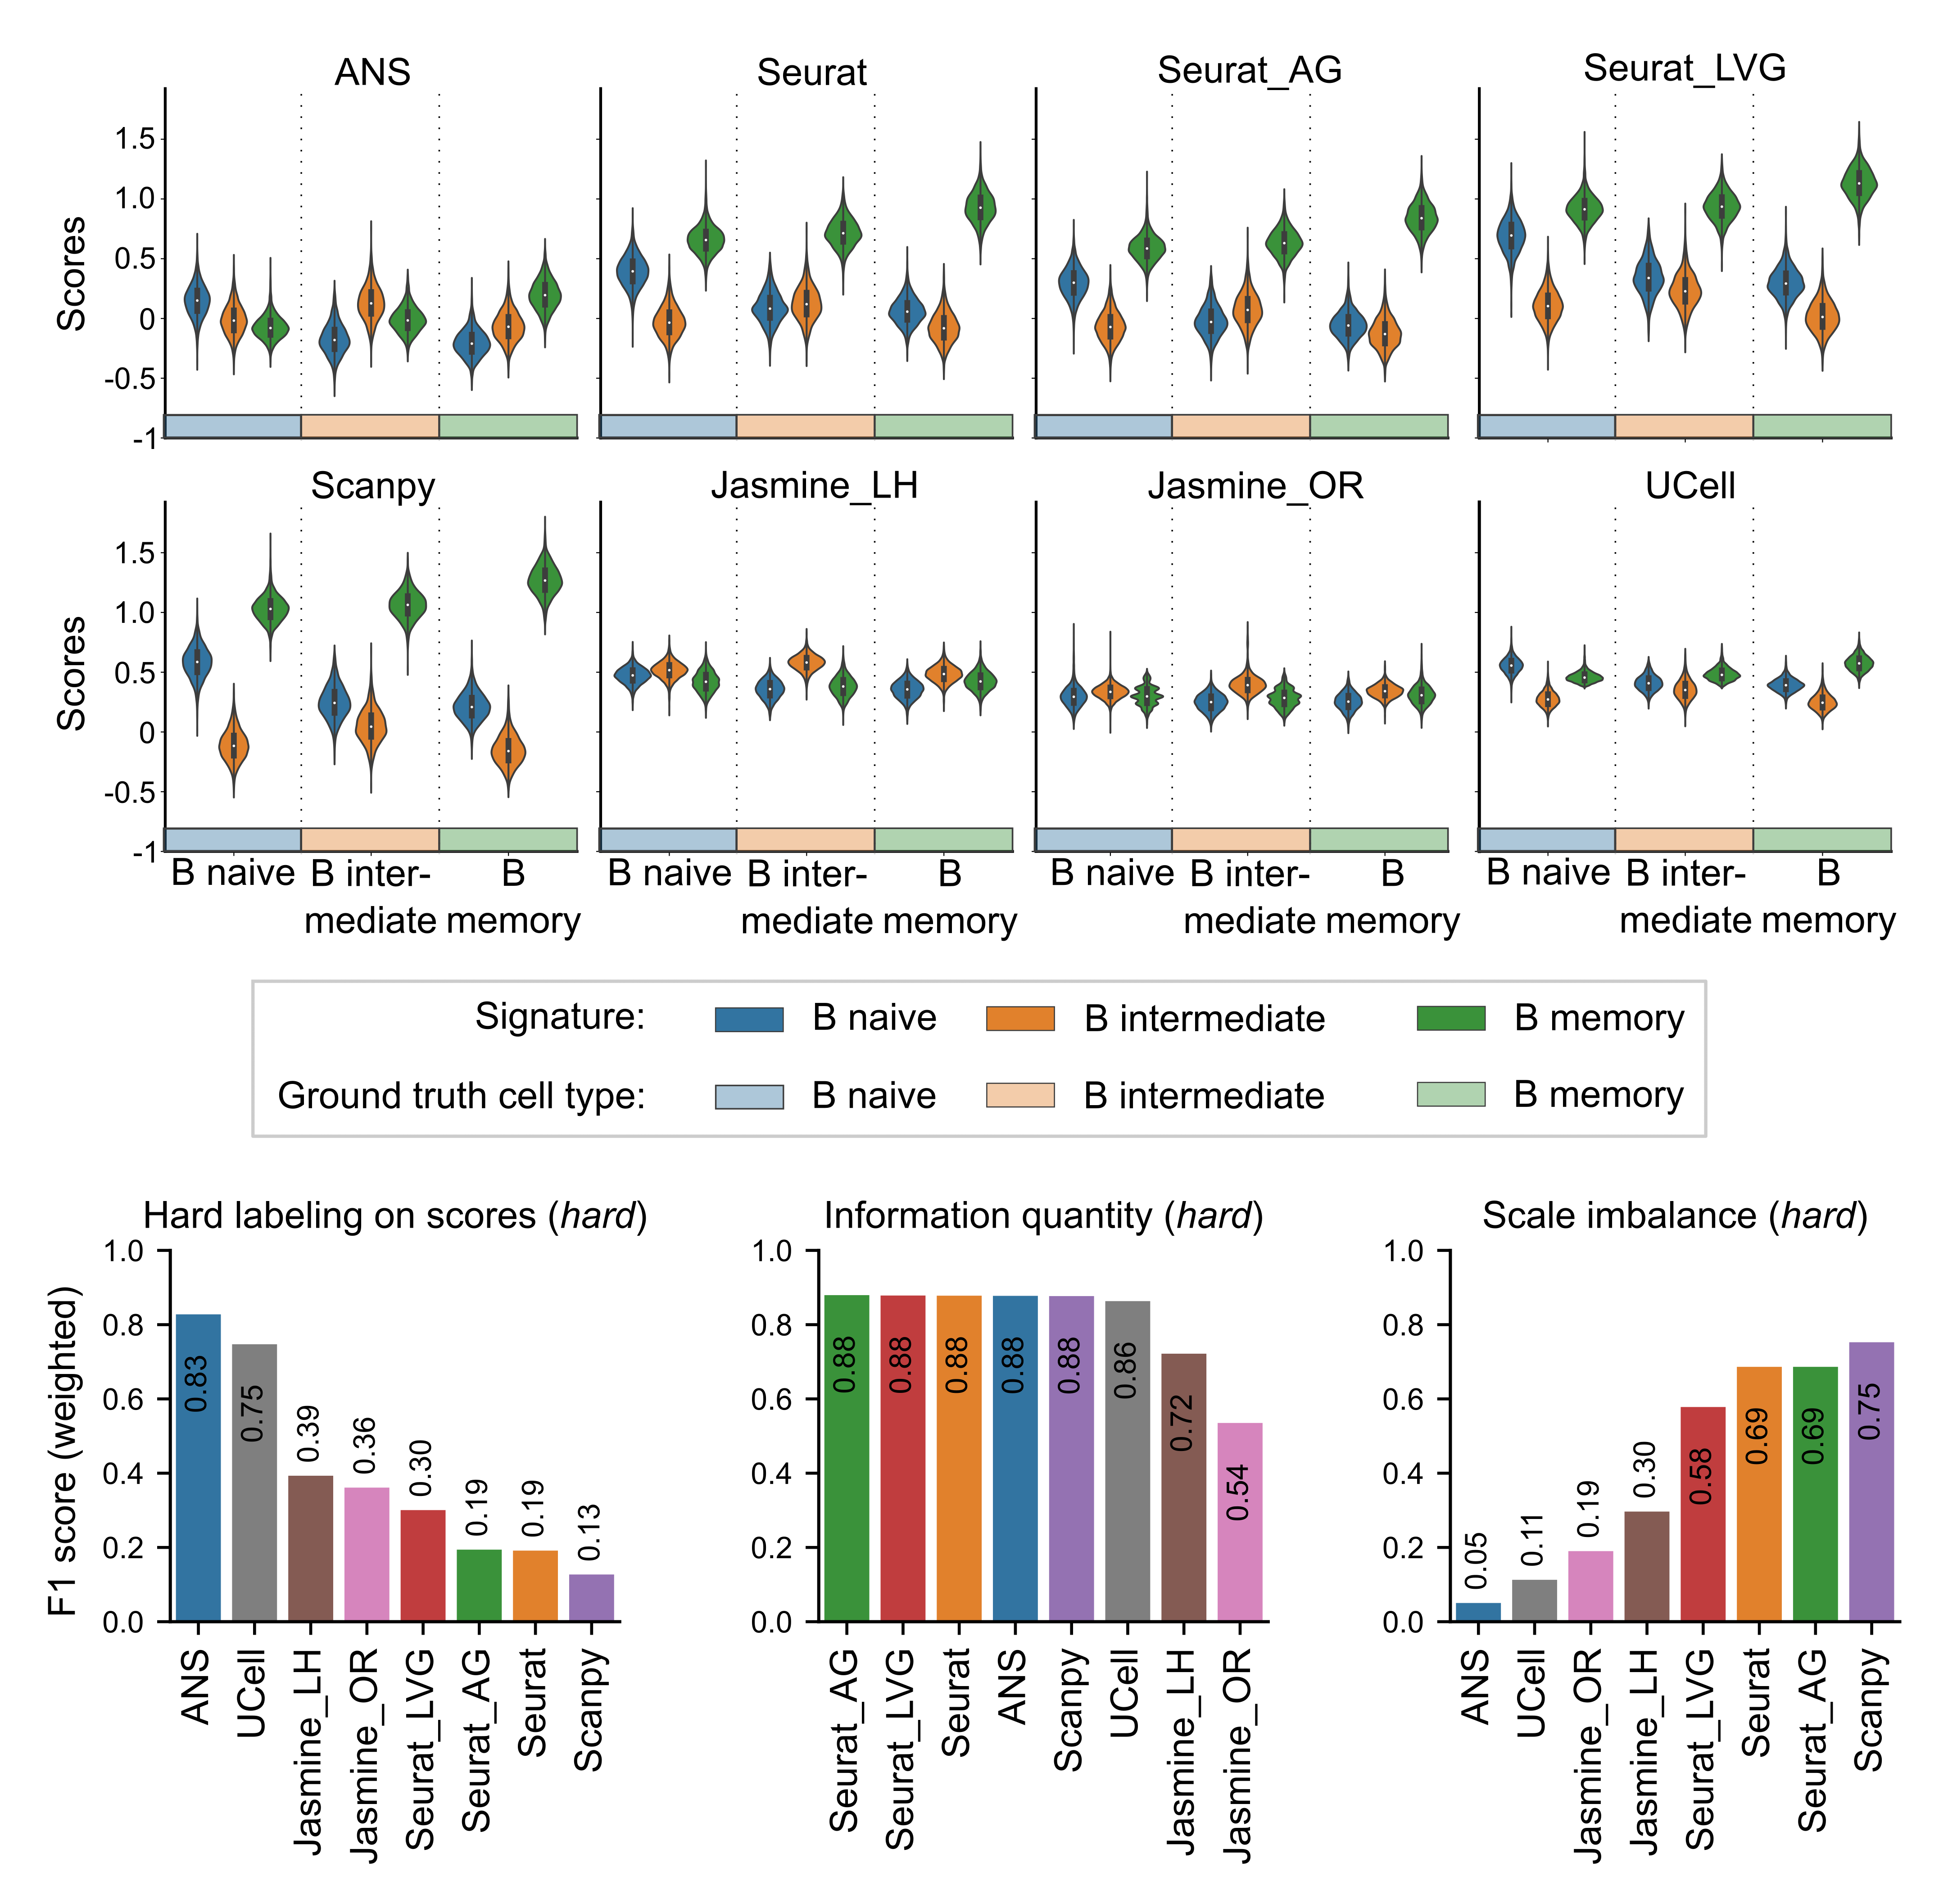 ANS Seurat Seurat_AG Seurat_LVG
Scores
1.5
1.0
0.5
0
-0.5
-1
Scanpy Jasmine_LH Jasmine_OR UCell
Scores
1.5
1.0
0.5
0
-0.5
-1
B naive B inter- B B naive B inter- B B naive B inter- B B naive B inter- B
mediate memory mediate memory mediate memory mediate memory
Signature: B naive B intermediate B memory
Ground truth cell type: B naive B intermediate B memory
Hard labeling on scores (hard)
F1 score (weighted)
1.0
0.8
0.6
0.4
0.2
0.0
0.83
0.75
0.39
0.36
0.30
0.19
0.19
0.13
ANS
UCell
Jasmine_LH
Jasmine_OR
Seurat_LVG
Seurat_AG
Seurat
Scanpy
Information quantity (hard)
1.0
0.8
0.6
0.4
0.2
0.0
0.88
0.88
0.88
0.88
0.88
0.86
0.72
0.54
Seurat_AG
Seurat_LVG
Seurat
ANS
Scanpy
UCell
Jasmine_LH
Jasmine_OR
Scale imbalance (hard)
1.0
0.8
0.6
0.4
0.2
0.0
0.05
0.11
0.19
0.30
0.58
0.69
0.69
0.75
ANS
UCell
Jasmine_OR
Jasmine_LH
Seurat_LVG
Seurat
Seurat_AG
Scanpy